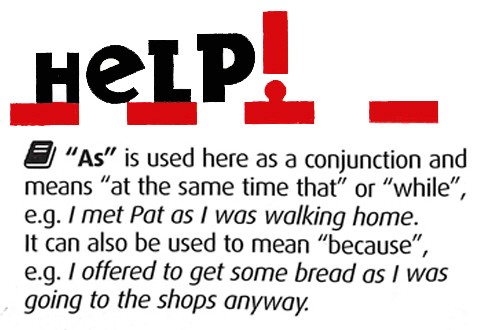 HeLP!
"As" is used here as a conjunction and
means "at the same time that" or "while",
e.g. I met Pat as I was walking home.
It can also be used to mean "because",
e.g. I offered to get some bread as I was
going to the shops anyway.